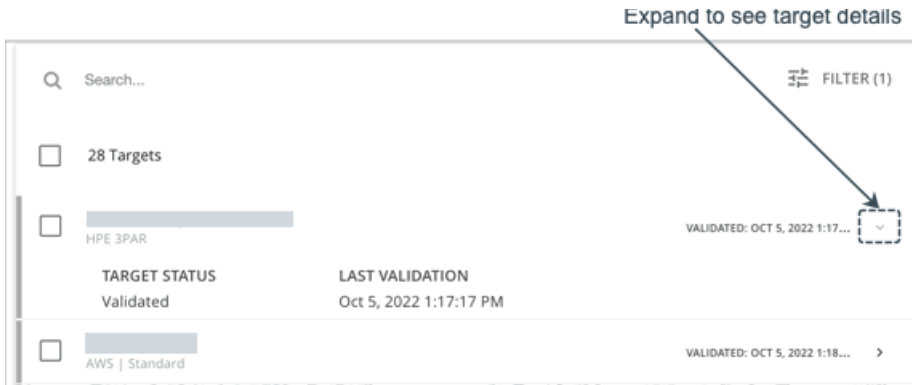 Expand to see target details
Search...
FILTER (1)
28 Targets
HPE 3PAR
VALIDATED: OCT 5, 2022 1:17...
TARGET STATUS
LAST VALIDATION
Validated
Oct 5, 2022 1:17:17 PM
AWS | Standard
VALIDATED: OCT 5, 2022 1:18...